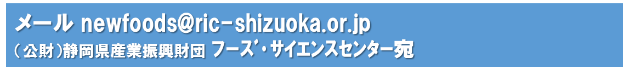 メール newfoods@ric-shizuoka.or.jp
(公財)静岡県産業振興財団 フーズ・サイエンスセンター宛